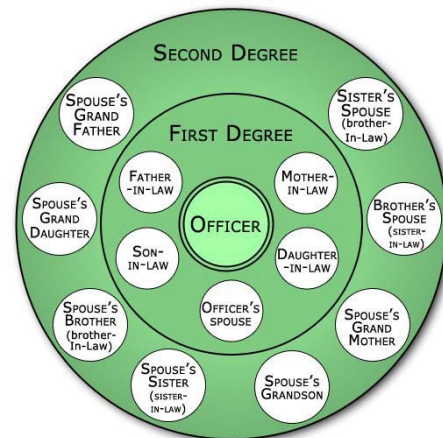 SECOND DEGREE
SPOUSE'S
GRAND
FATHER
SISTER'S
SPOUSE
(brother-
In-Law)
FIRST DEGREE
FATHER
-IN-LAW
MOTHER-
IN-LAW
SPOUSE'S
GRAND
DAUGHTER
OFFICER
BROTHER'S
SPOUSE
(SISTER-
IN-LAW)
SON-
IN-LAW
DAUGHTER
-IN-LAW
SPOUSE'S
BROTHER
(brother-
In-Law)
OFFICER'S
SPOUSE
SPOUSE'S
GRAND
MOTHER
SPOUSE'S
SISTER
(SISTER-
IN-LAW)
SPOUSE'S
GRANDSON